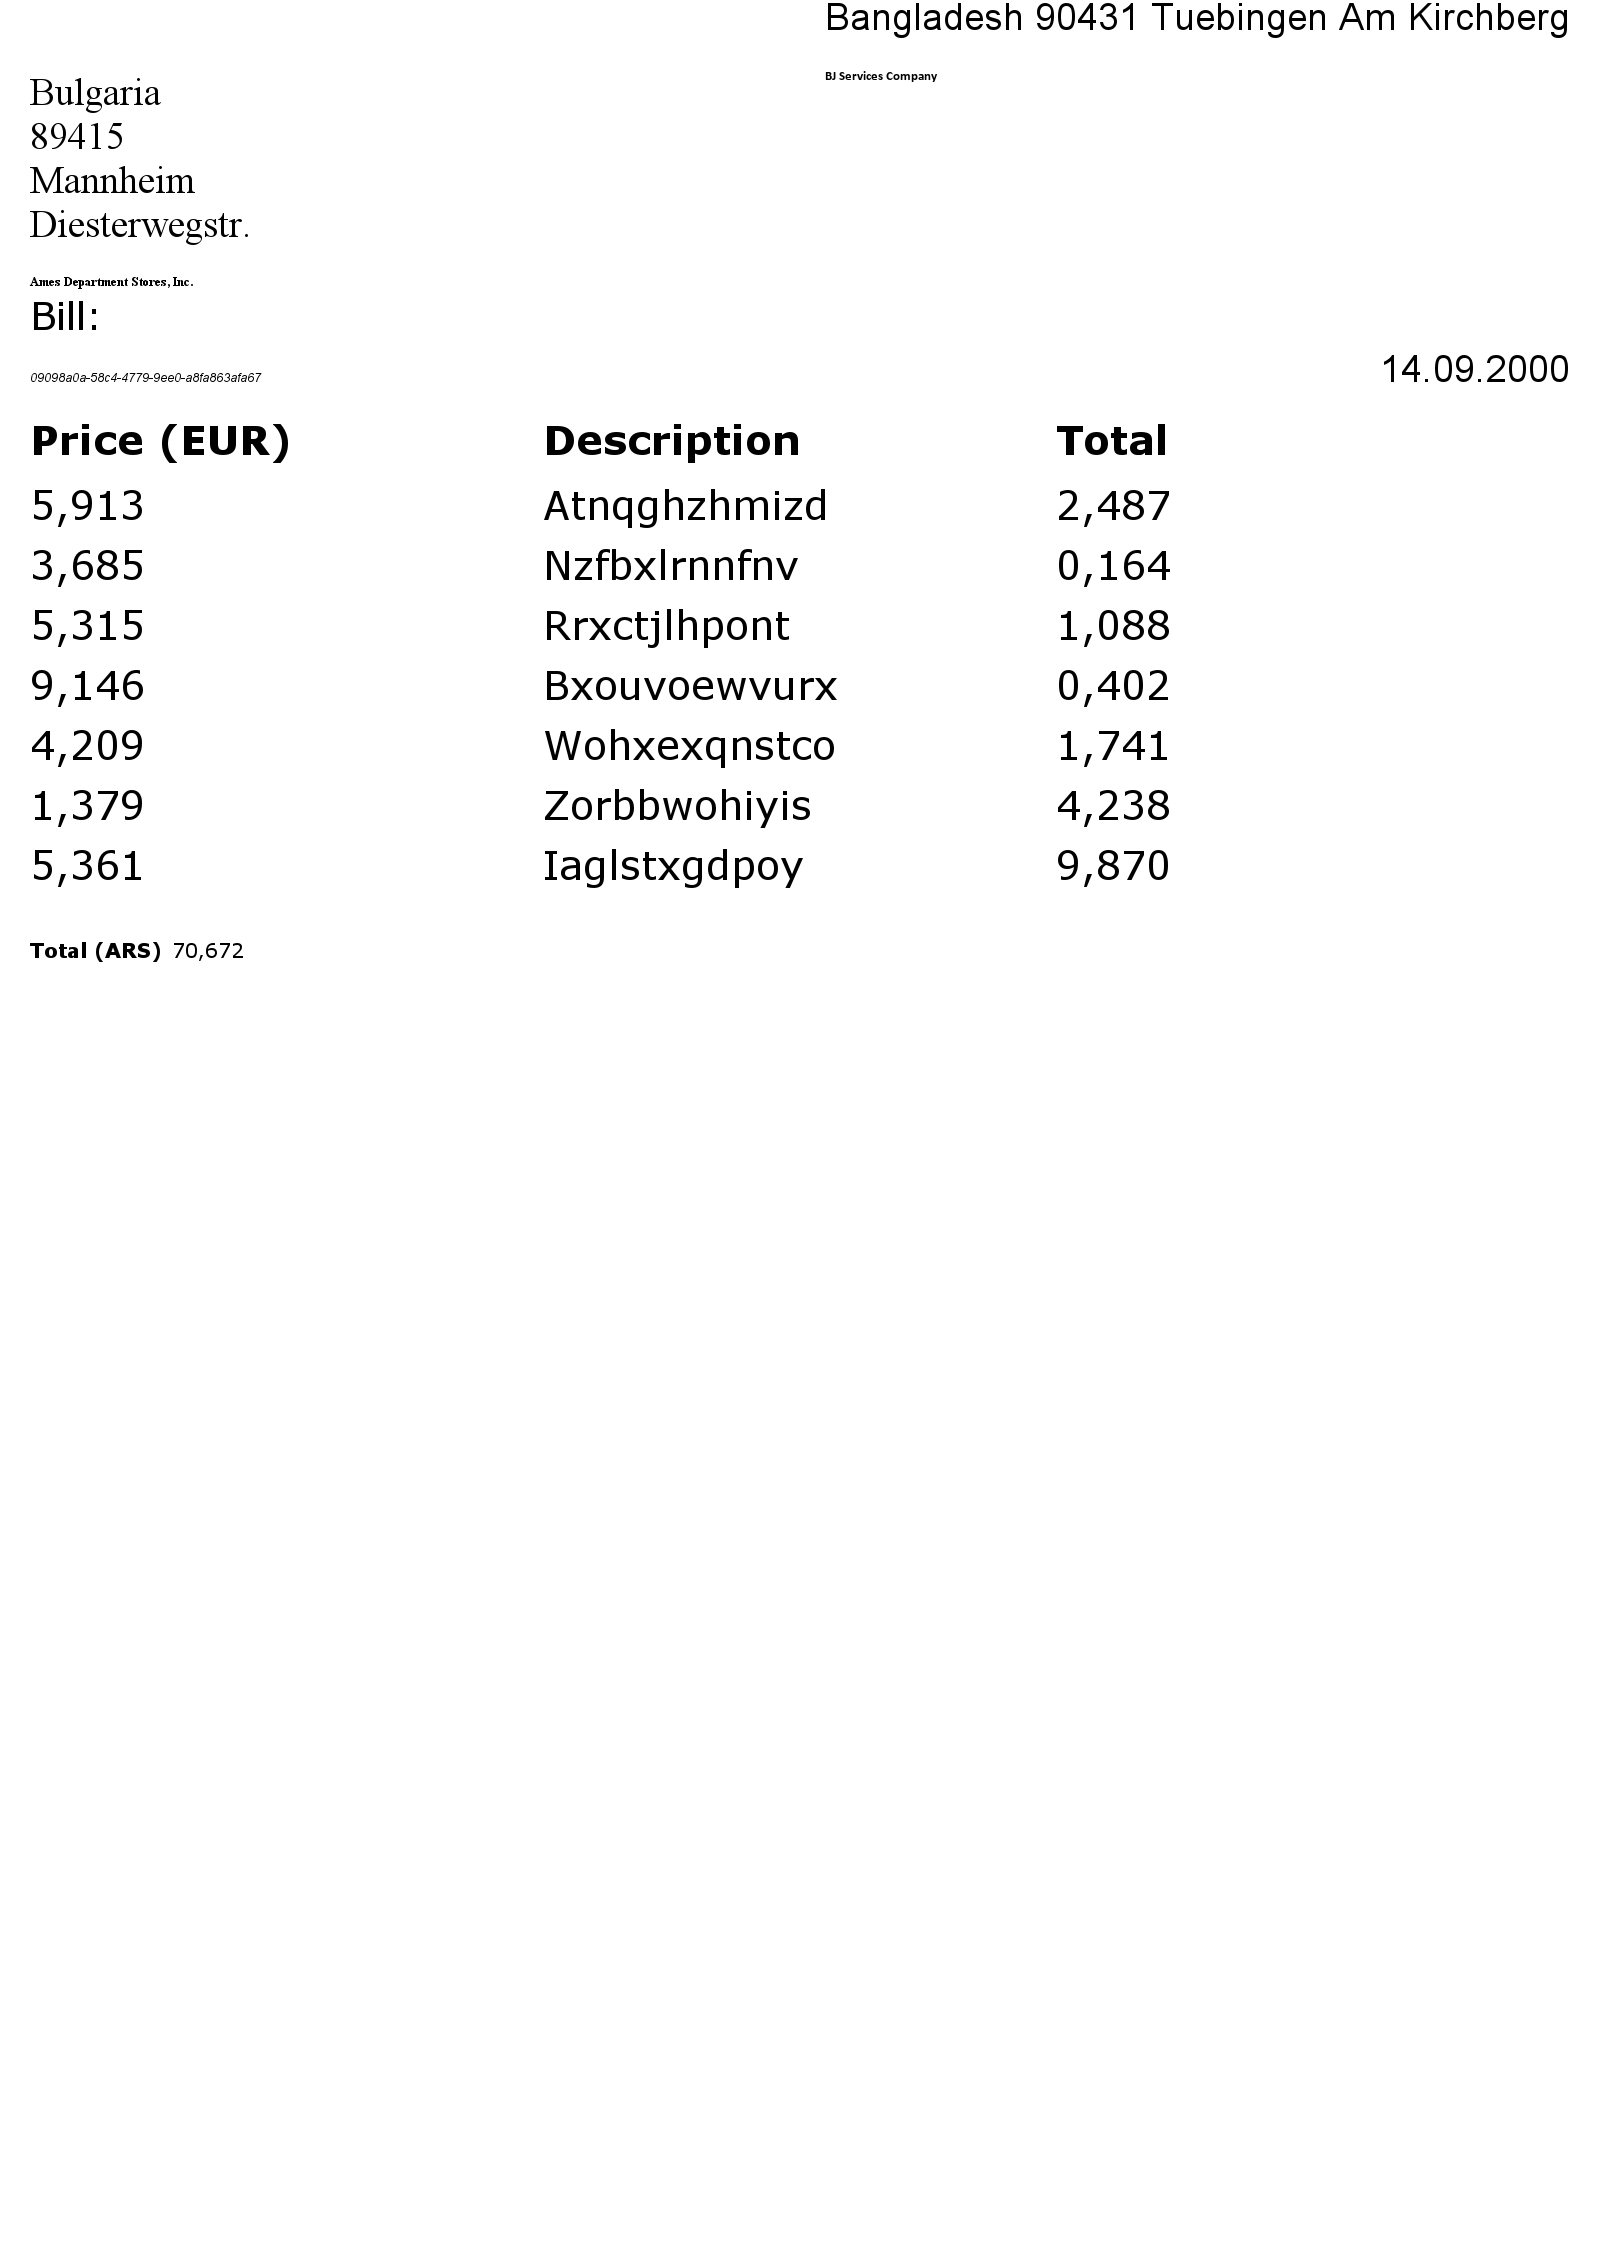 Bangladesh 90431 Tuebingen Am Kirchberg
BJ Services Company
Bulgaria
89415
Mannheim
Diesterwegstr.
Ames Department Stores, Inc.
Bill:
09098a0a-58c4-4779-9ee0-a8fa863afa67 14.09.2000
Price (EUR) Description Total
5,913 Atnqghzhmizd 2,487
3,685 Nzfbxlrnnfnv 0,164
5,315 Rrxctjlhpont 1,088
9,146 Bxouvoewvurx 0,402
4,209 Wohxexqnstco 1,741
1,379 Zorbbwohiyis 4,238
5,361 Iaglstxgdpoy 9,870
Total (ARS) 70,672